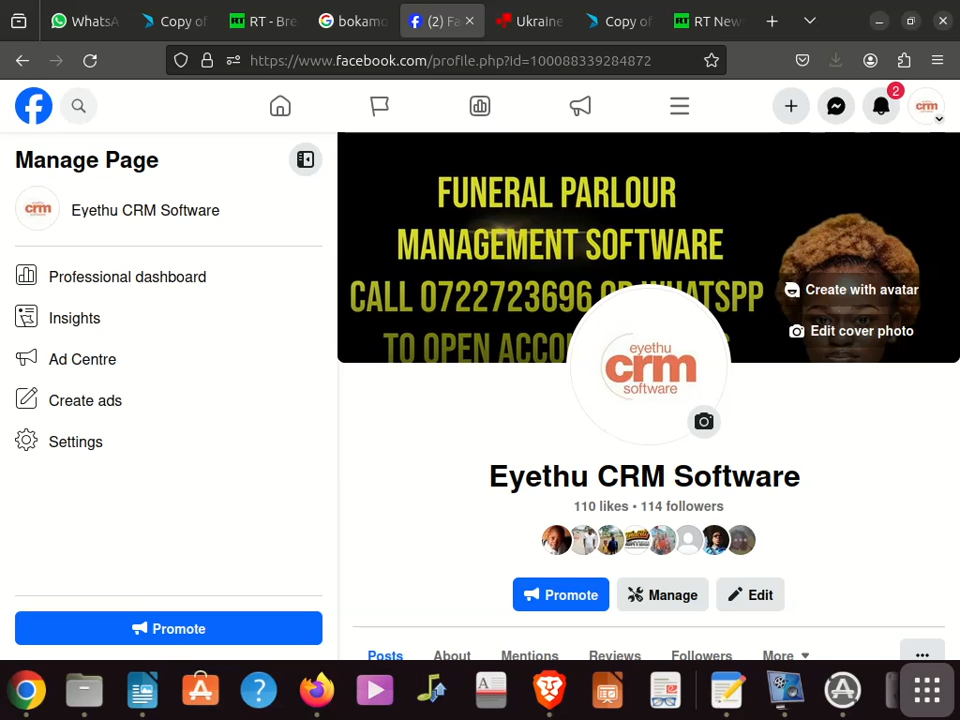 WhatsA
Copy of
RT - Bre
bokamo
(2) Fa
Ukraine
Copy of
RT New
https://www.facebook.com/profile.php?id=100088339284872
2
crm
Manage Page
crm
Eyethu CRM Software
Professional dashboard
Insights
Ad Centre
Create ads
Settings
Promote
FUNERAL PARLOUR
MANAGEMENT SOFTWARE
CALL 0722723696 OR WHATSPP
TO OPEN ACCO
Create with avatar
Edit cover photo
eyethu
crm
software
Eyethu CRM Software
110 likes • 114 followers
Promote
Manage
Edit
Posts
About
Mentions
Reviews
Followers
More